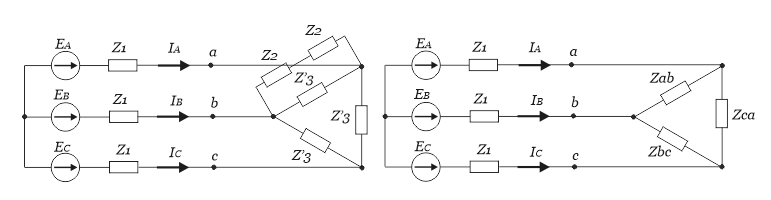 Z2
EA Z1 IA a Z2
Z'3
EB Z1 IB b Z'3
EC Z1 IC c Z'3
EA Z1 IA a
Zab
EB Z1 IB b Zca
EC Z1 IC c Zbc